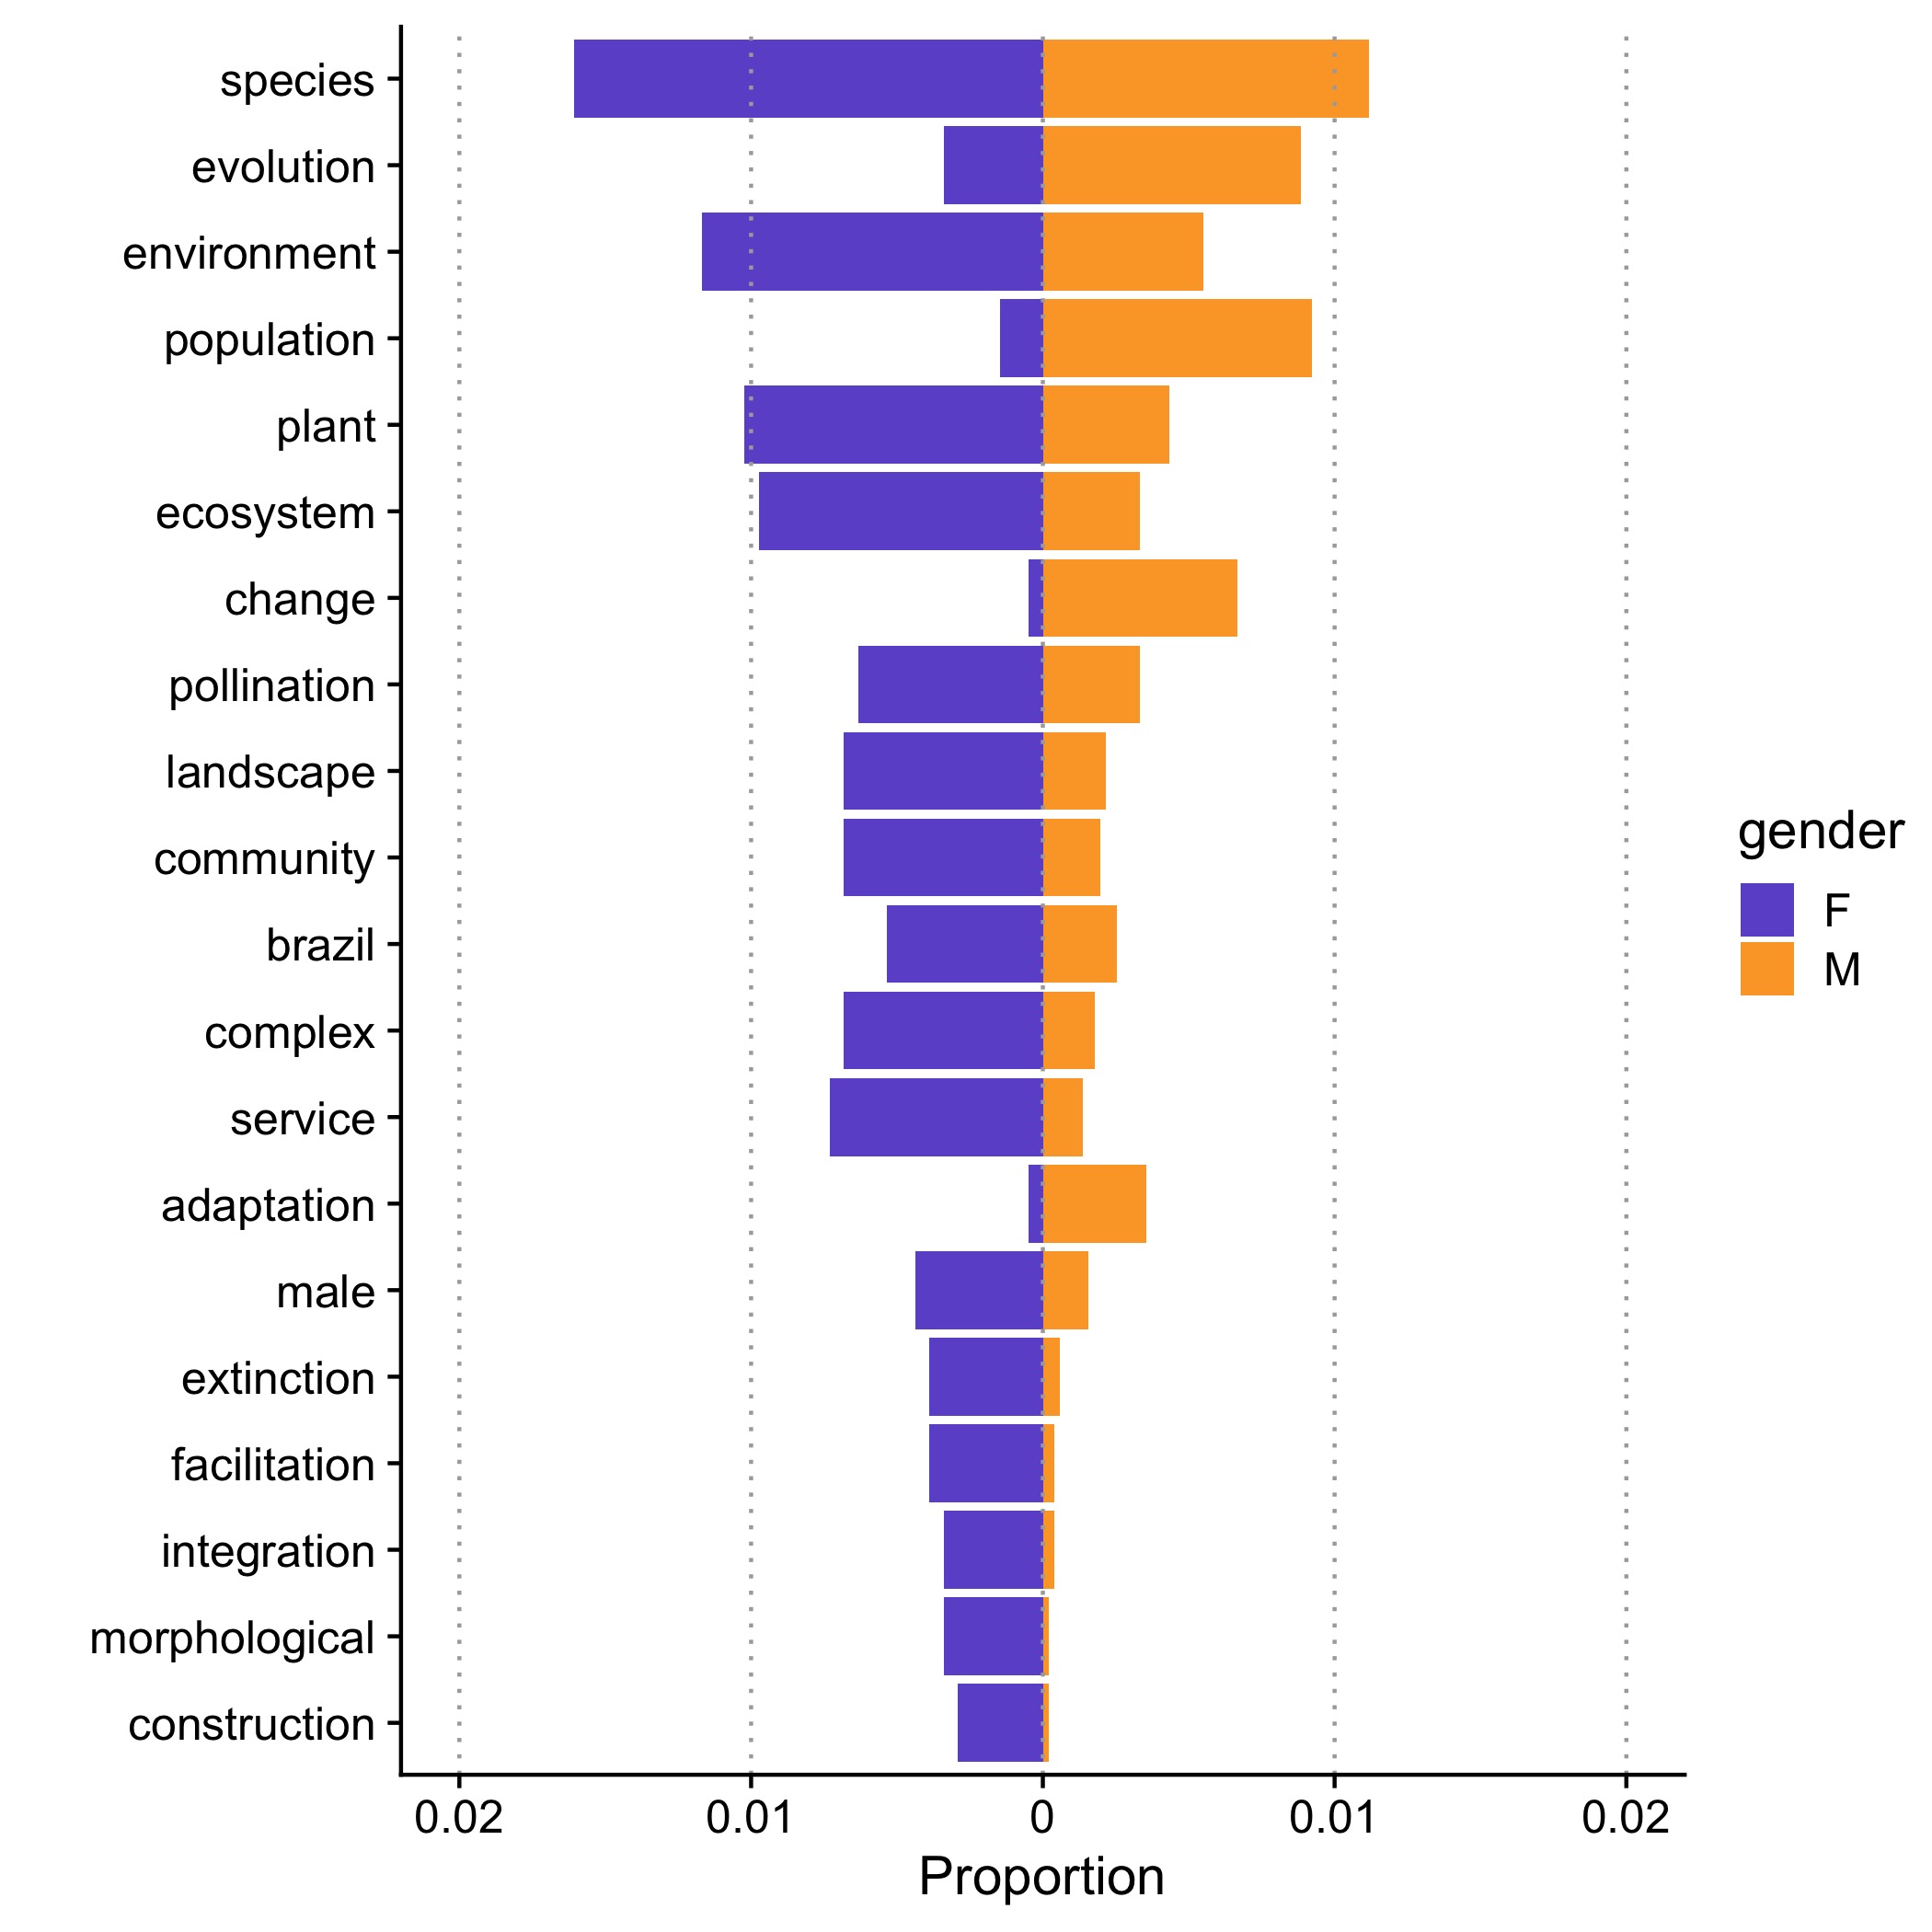 species
evolution
environment
population
plant
ecosystem
change
pollination
landscape
community
brazil
complex
service
adaptation
male
extinction
facilitation
integration
morphological
construction
0.02 0.01 0 0.01 0.02
Proportion
gender
F
M